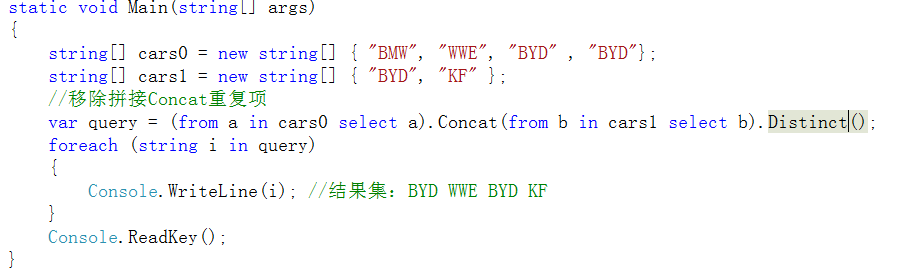 static void Main(string[] args)
{
string[] cars0 = new string[] { "BMW", "WWE", "BYD" , "BYD"};
string[] cars1 = new string[] { "BYD", "KF" };
//移除拼接Concat重复项
var query = (from a in cars0 select a).Concat(from b in cars1 select b).Distinct();
foreach (string i in query)
{
Console.WriteLine(i); //结果集：BYD WWE BYD KF
}
Console.ReadKey();
}